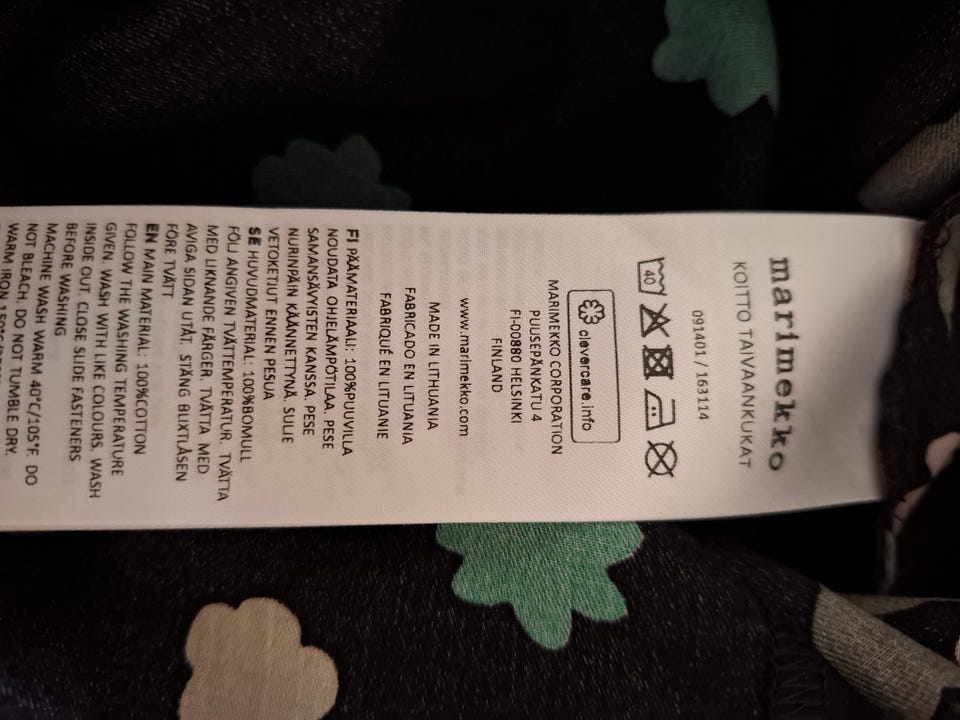 marimekko
KOITTO TAIVAANKUKAT
091401 / 163114
40
clevercare.info
MARIMEKKO CORPORATION
PUUSEPÄNKATU 4
FI-00880 HELSINKI
FINLAND
www.marimekko.com
MADE IN LITHUANIA
FABRICADO EN LITUANIA
FABRIQUÉ EN LITUANIE
FI PÄÄMATERIAALI: 100%PUUVILLA
NOUDATA OHJELÄMPÖTILAA. PESE
SAMANSÄVYISTEN KANSSA. PESE
NURINPÄIN KÄÄNNETTYNÄ. SULJE
VETOKETJUT ENNEN PESUA
SE HUVUDMATERIAL: 100%BOMULL
FÖLJ ANGIVEN TVÄTTEMPERATUR. TVÄTTA
MED LIKNANDE FÄRGER. TVÄTTA MED
AVIGA SIDAN UTÅT. STÄNG BLIXTLÅSEN
FÖRE TVÄTT
EN MAIN MATERIAL: 100%COTTON
FOLLOW THE WASHING TEMPERATURE
GIVEN. WASH WITH LIKE COLOURS. WASH
INSIDE OUT. CLOSE SLIDE FASTENERS
BEFORE WASHING
MACHINE WASH WARM 40°C/105°F. DO
NOT BLEACH. DO NOT TUMBLE DRY.
WARM IRON 150°C